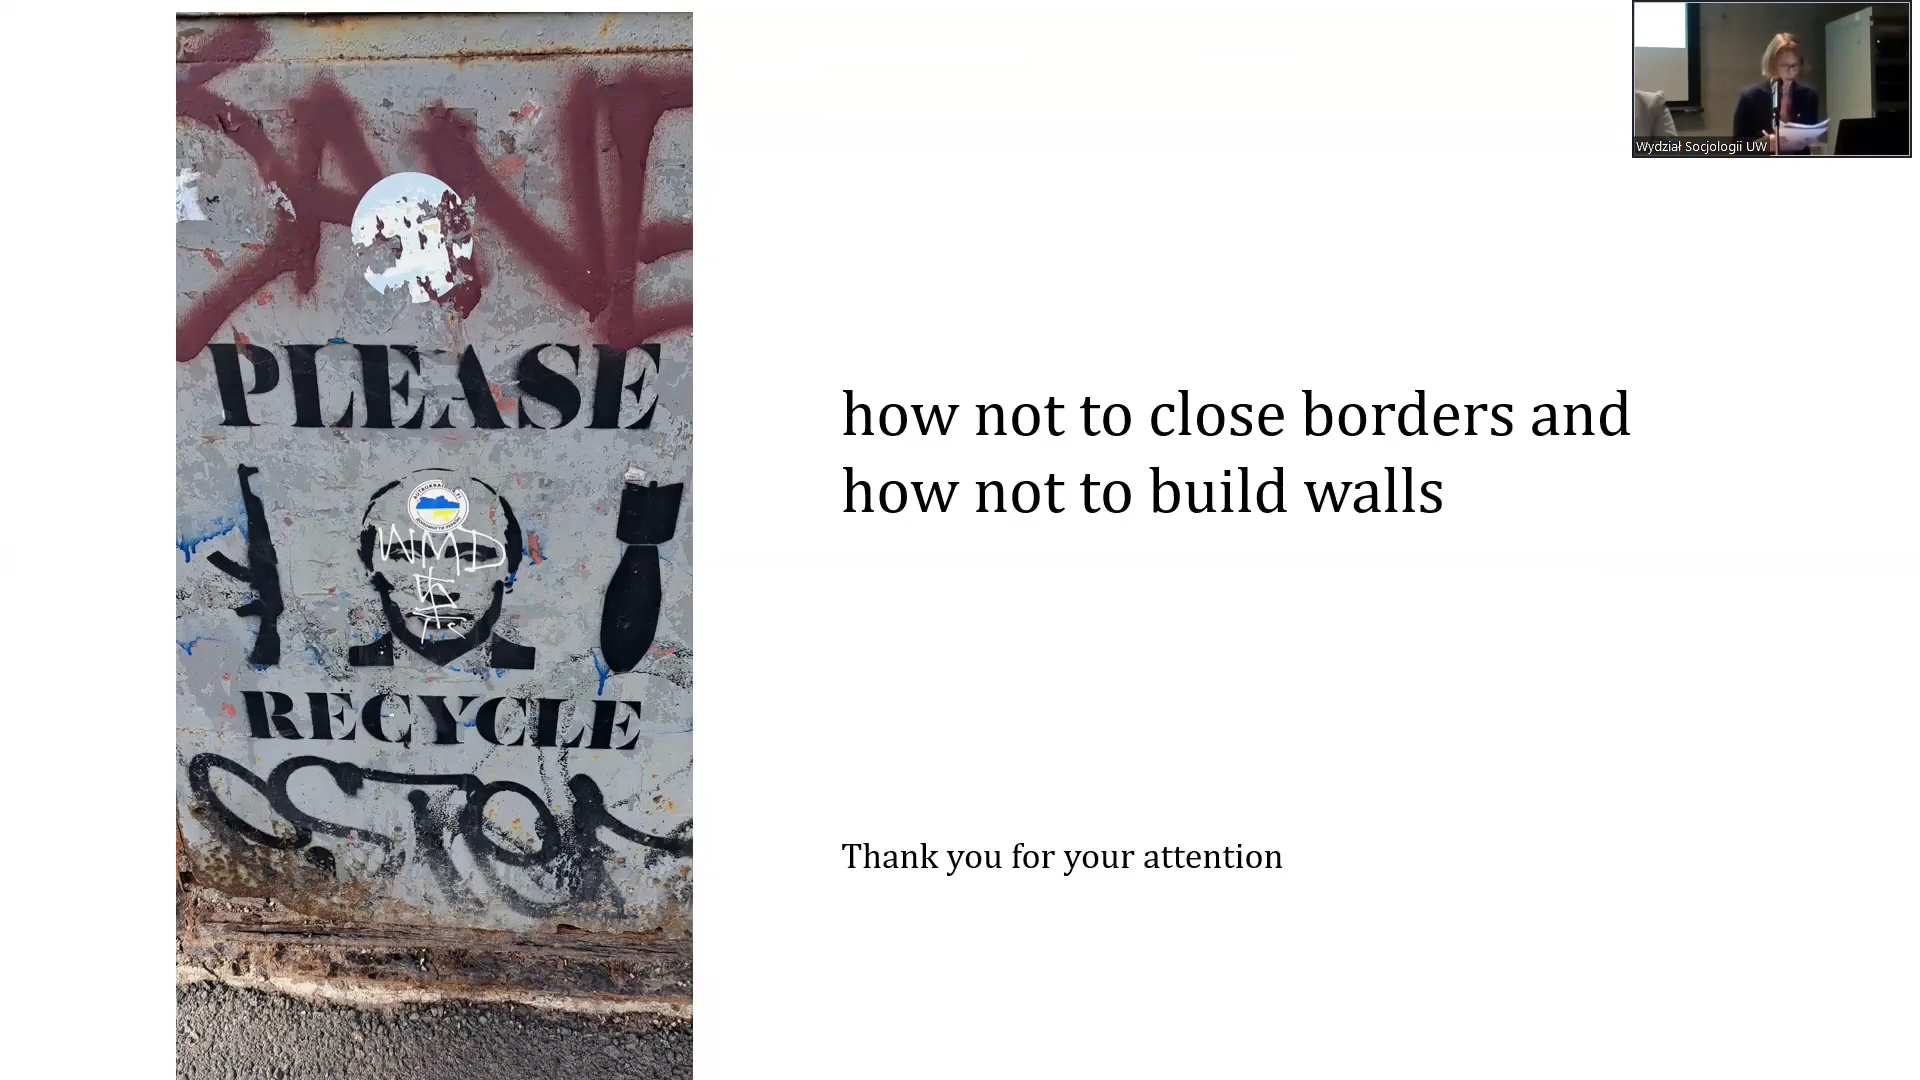 PLEASE
WMD
RECYCLE
how not to close borders and
how not to build walls
Thank you for your attention
Wydział Socjologii UW